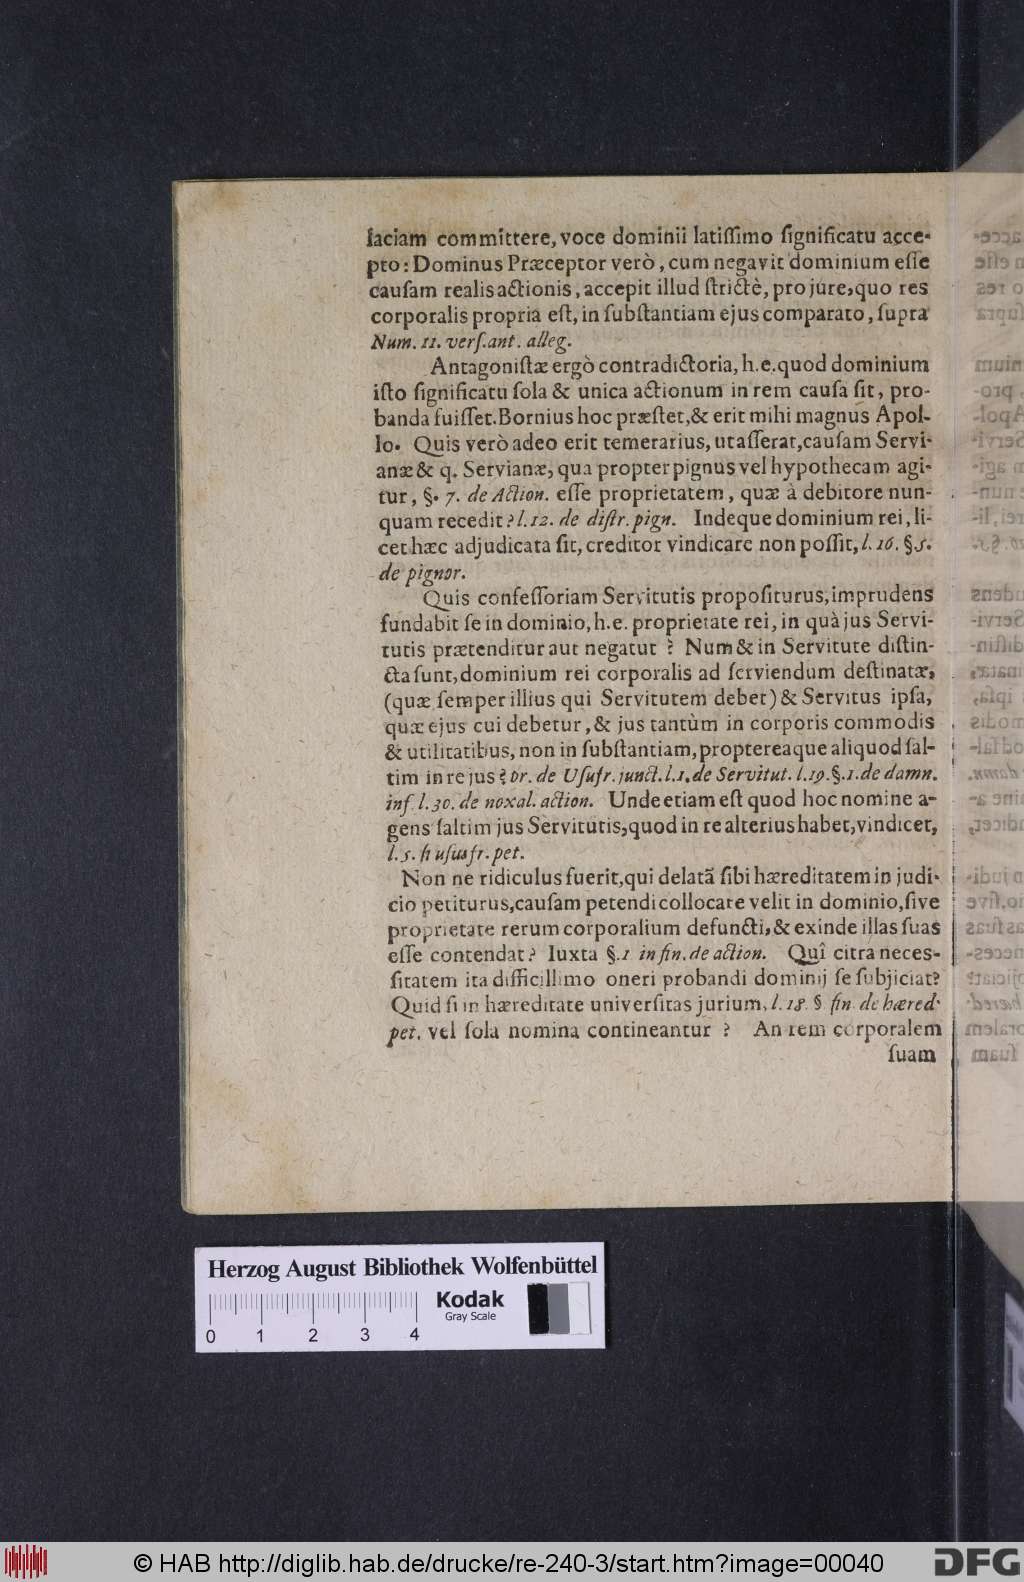 ſaciam committere, voce dominii latiſſimo ſignificatu acce-
pto: Dominus Præceptor verò, cum negavit dominium eſſe
cauſam realis actionis, accepit illud ſtrictè, pro jure, quo res
corporalis propria eſt, in ſubſtantiam ejus comparato, ſupra
Num. 11. verſ. ant. alleg.
Antagoniſtæ ergò contradictoria, h.e. quod dominium
iſto ſignificatu ſola & unica actionum in rem cauſa ſit, pro-
banda fuiſſet. Bornius hoc præſtet, & erit mihi magnus Apol-
lo. Quis verò adeo erit temerarius, ut aſſerat, cauſam Servi-
anæ & q. Servianæ, qua propter pignus vel hypothecam agi-
tur, §. 7. de Action. eſſe proprietatem, quæ à debitore nun-
quam recedit? l. 12. de diſtr. pign. Indeque dominium rei, li-
cet hæc adjudicata ſit, creditor vindicare non poſſit, l. 16. § 5.
de pignor.
Quis confeſſoriam Servitutis propoſiturus, imprudens
fundabit ſe in dominio, h.e. proprietate rei, in quà jus Servi-
tutis prætenditur aut negatut ? Num & in Servitute diſtin-
cta ſunt, dominium rei corporalis ad ſerviendum deſtinatæ,
(quæ ſemper illius qui Servitutem debet) & Servitus ipſa,
quæ ejus cui debetur, & jus tantùm in corporis commodis
& utilitatibus, non in ſubſtantiam, proptereaque aliquod ſal-
tim in re jus ? pr. de Uſufr. junct. l. 1. de Servitut. l. 19. §. 1. de damn.
inf. l. 30. de noxal. action. Unde etiam eſt quod hoc nomine a-
gens ſaltim jus Servitutis, quod in re alterius habet, vindicet,
l. 5. ſi uſusfr. pet.
Non ne ridiculus fuerit, qui delatã ſibi hæreditatem in judi-
cio petiturus, cauſam petendi collocare velit in dominio, ſive
proprietate rerum corporalium defuncti, & exinde illas ſuas
eſſe contendat? Iuxta §. 1 in fin. de action. Quî citra neces-
ſitatem ita difficillimo oneri probandi dominij ſe ſubjiciat?
Quid ſi in hæreditate univerſitas jurium, l. 18. § fin. de hæred.
pet. vel ſola nomina contineantur ? An rem corporalem
ſuam
Herzog August Bibliothek Wolfenbüttel
Kodak
Gray Scale
0 1 2 3 4
© HAB http://diglib.hab.de/drucke/re-240-3/start.htm?image=00040
DFG